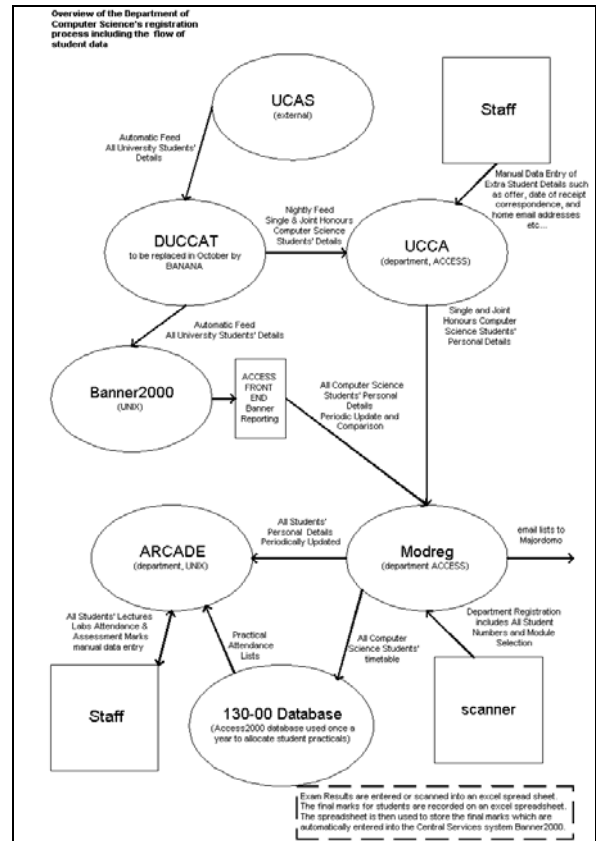 Overview of the Department of
Computer Science's registration
process including the flow of
student data
UCAS
(external)
Staff
Automatic Feed
All University Students'
Details
Manual Data Entry of
Extra Student Details such
as offer, date of receipt
correspondence, and
home email addresses
etc...
Nightly Feed
Single & Joint Honours
Computer Science
Students' Details
DUCCAT
to be replaced in October by
BANANA
UCCA
(department, ACCESS)
Automatic Feed
All University Students' Details
Single and Joint
Honours Computer
Science Students'
Personal Details
Banner2000
(UNIX)
ACCESS
FRONT
END
Banner
Reporting
All Computer Science
Students' Personal
Details
Periodic Update and
Comparison
ARCADE
(department, UNIX)
All Students'
Personal Details
Periodically Updated
Modreg
(department ACCESS)
email lists to
Majordomo
All Students' Lectures
Labs Attendance &
Assessment Marks
manual data entry
Practical
Attendance
Lists
All Computer
Science Students'
timetable
Department Registration
includes All Student
Numbers and Module
Selection
Staff
130-00 Database
(Access2000 database used once a
year to allocate student practicals)
scanner
Exam Results are entered or scanned into an excel spread sheet.
The final marks for students are recorded on an excel spreadsheet.
The spreadsheet is then used to store the final marks which are
automatically entered into the Central Services system Banner2000.